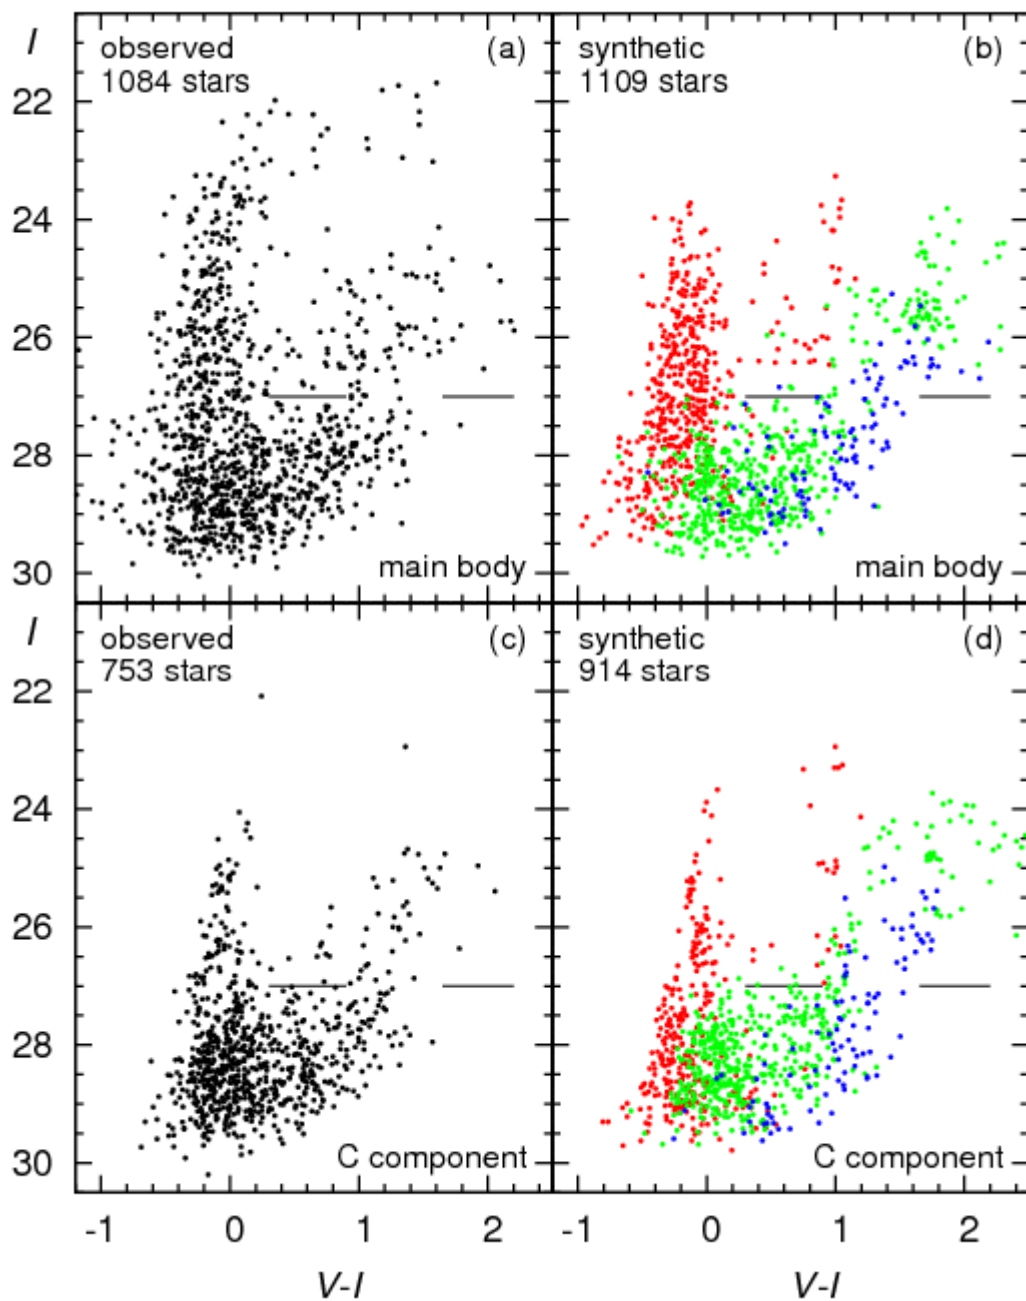 I
observed
1084 stars
(a)
synthetic
1109 stars
(b)
22
24
26
28
30
main body
main body
I
observed
753 stars
(c)
synthetic
914 stars
(d)
22
24
26
28
30
C component
C component
-1 0 1 2
-1 0 1 2
V-I
V-I